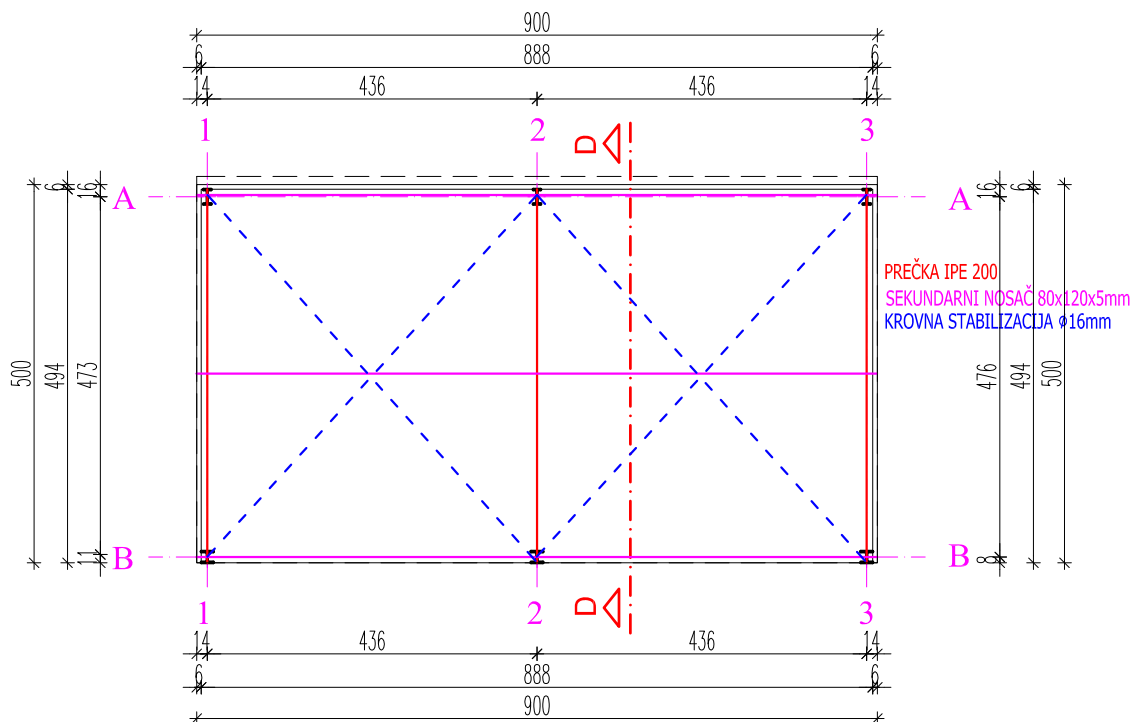 900
6 888 6
14 436 436 14
1 2 3
D
A A
6 16
16 6
PREČKA IPE 200
SEKUNDARNI NOSAČ 80x120x5mm
KROVNA STABILIZACIJA ϕ16mm
500 494 473
476 494 500
B B
11 8
D
1 2 3
14 436 436 14
6 888 6
900